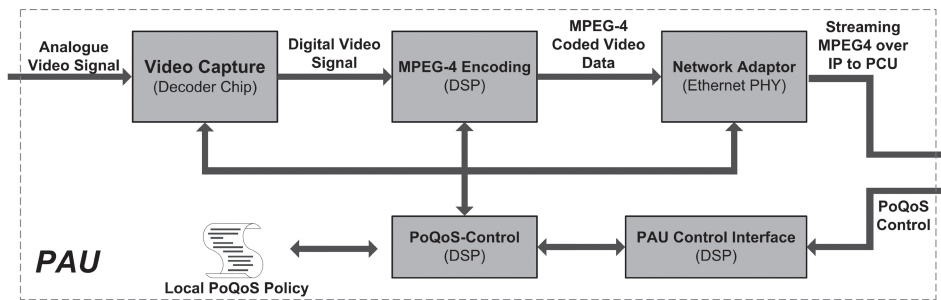 Analogue
Video Signal
Video Capture
(Decoder Chip)
Digital Video
Signal
MPEG-4 Encoding
(DSP)
MPEG-4
Coded Video
Data
Network Adaptor
(Ethernet PHY)
Streaming
MPEG4 over
IP to PCU
PoQoS-Control
(DSP)
PAU Control Interface
(DSP)
PoQoS
Control
PAU
Local PoQoS Policy